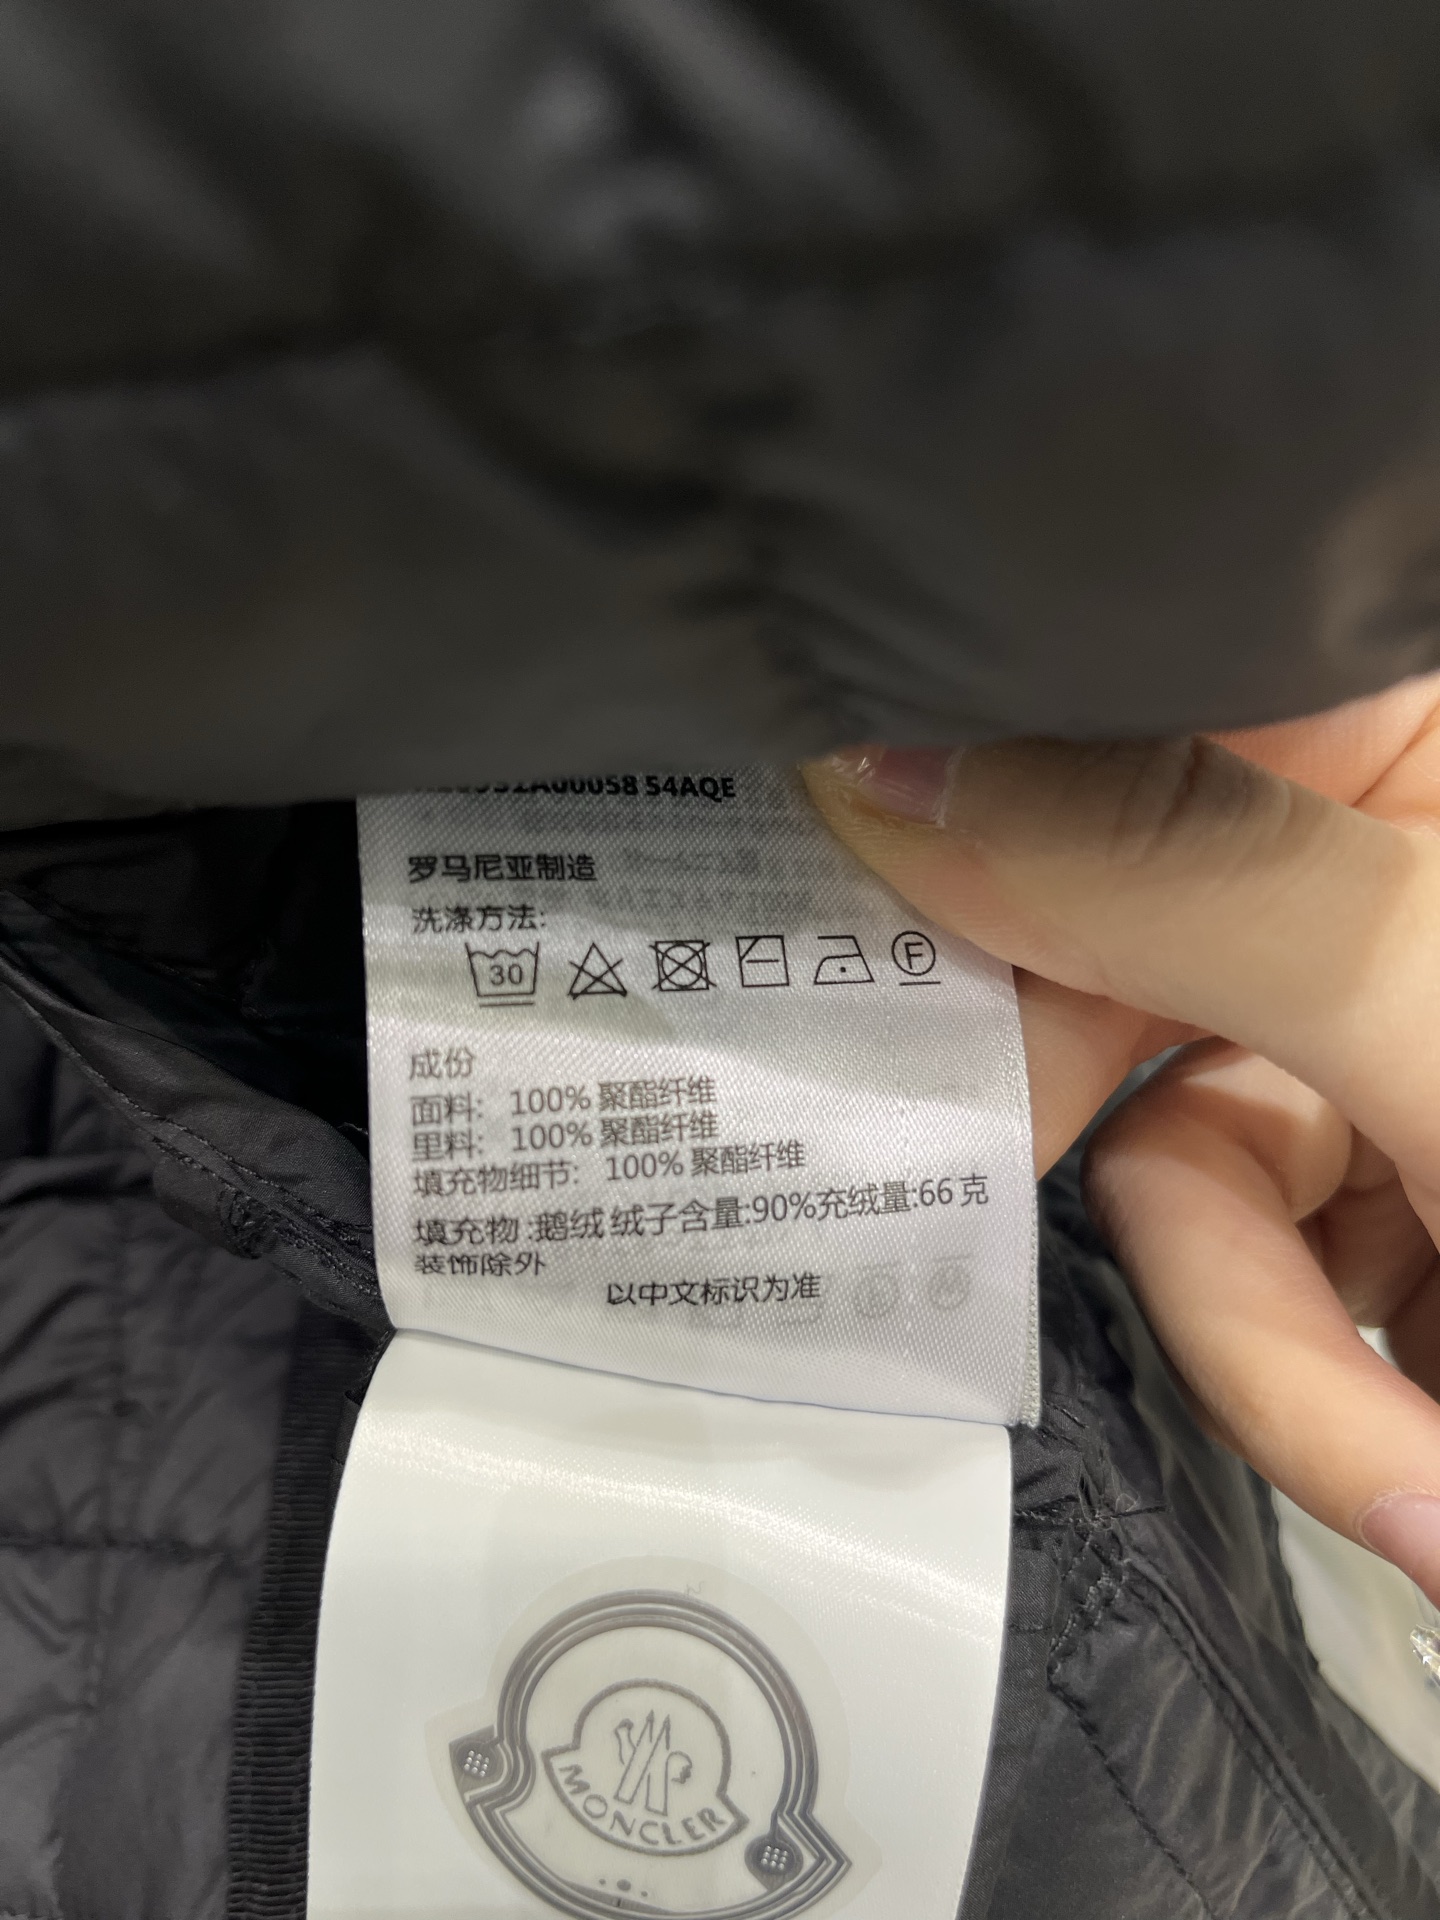 54AQE
罗马尼亚制造
洗涤方法:
30 F
成份
面料: 100% 聚酯纤维
里料: 100% 聚酯纤维
填充物细节: 100% 聚酯纤维
填充物:鹅绒 绒子含量:90%充绒量:66克
装饰除外
以中文标识为准
MONCLER